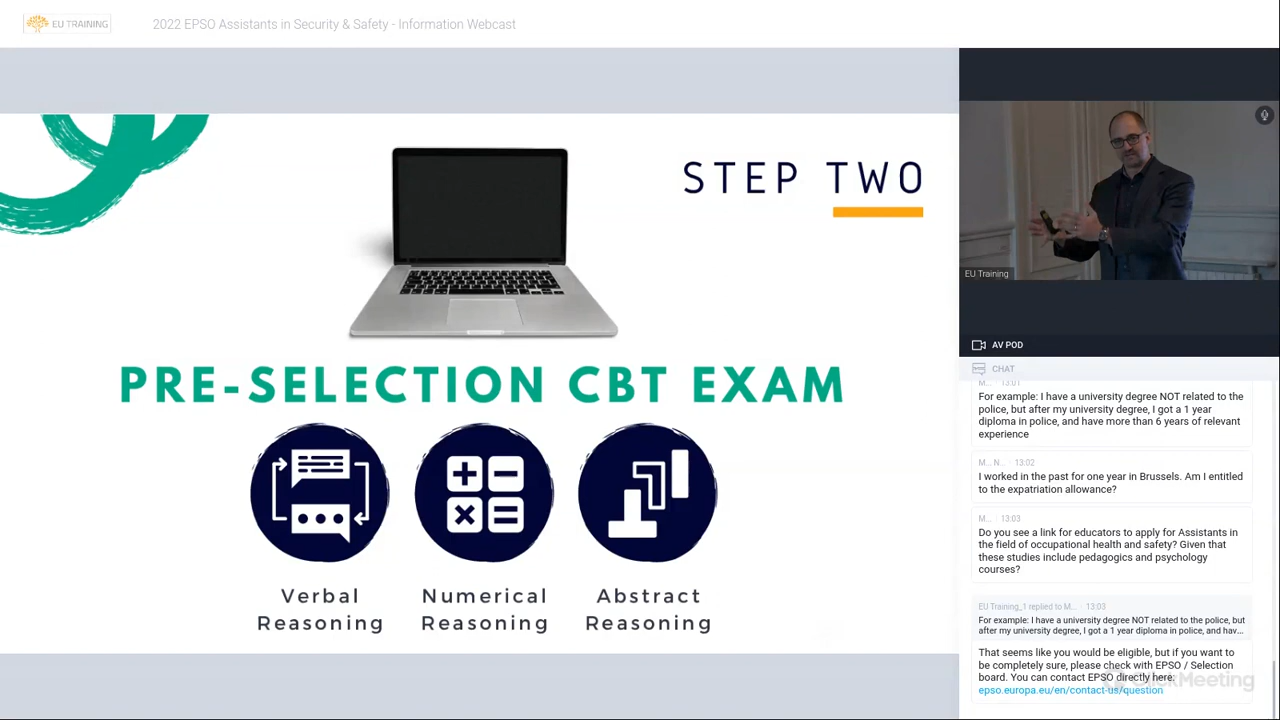 EU TRAINING
2022 EPSO Assistants in Security & Safety - Information Webcast
STEP TWO
PRE-SELECTION CBT EXAM
Verbal
Reasoning
Numerical
Reasoning
Abstract
Reasoning
EU Training
AV POD
CHAT
M... · 13:01
For example: I have a university degree NOT related to the
police, but after my university degree, I got a 1 year
diploma in police, and have more than 6 years of relevant
experience
M... N... · 13:02
I worked in the past for one year in Brussels. Am I entitled
to the expatriation allowance?
M... · 13:03
Do you see a link for educators to apply for Assistants in
the field of occupational health and safety? Given that
these studies include pedagogics and psychology
courses?
EU Training_1 replied to M... · 13:03
For example: I have a university degree NOT related to the police, but
after my university degree, I got a 1 year diploma in police, and hav...
That seems like you would be eligible, but if you want
to be completely sure, please check with EPSO / Selection
board. You can contact EPSO directly here:
epso.europa.eu/en/contact-us/question
ClickMeeting